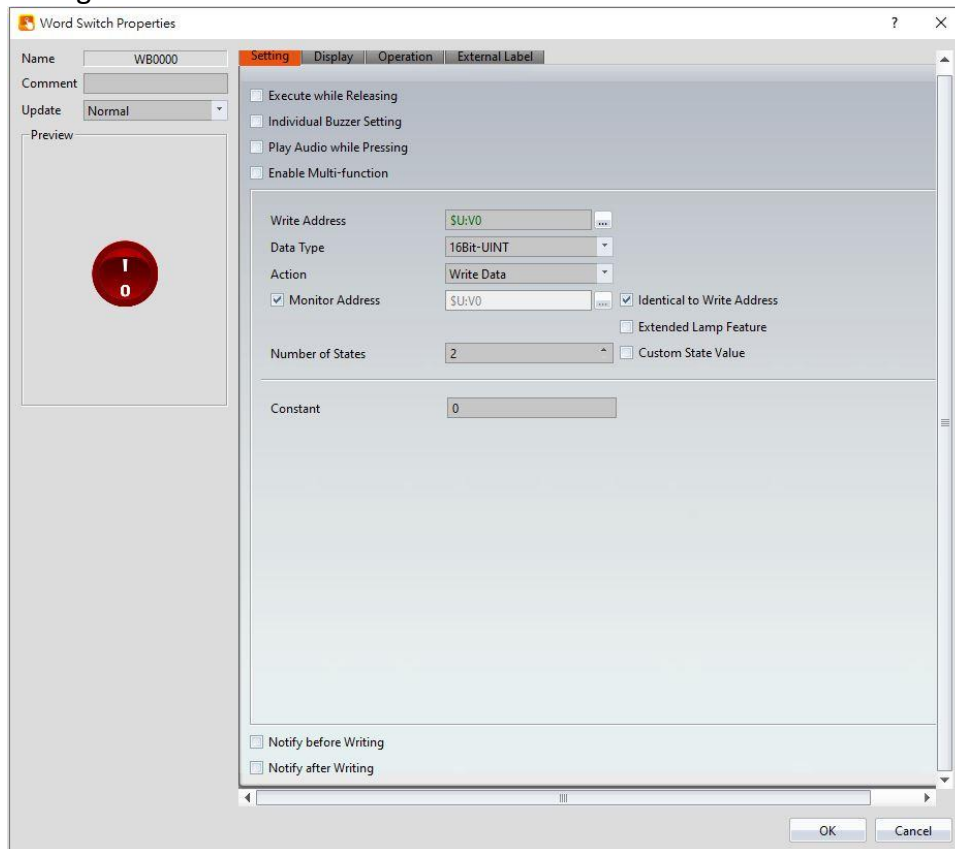 Word Switch Properties ? X
Name WB0000
Comment
Update Normal
Preview
!
0
Setting Display Operation External Label
Execute while Releasing
Individual Buzzer Setting
Play Audio while Pressing
Enable Multi-function
Write Address $U:V0 ...
Data Type 16Bit-UINT
Action Write Data
Monitor Address $U:V0 ... Identical to Write Address
Extended Lamp Feature
Number of States 2 Custom State Value
Constant 0
Notify before Writing
Notify after Writing
OK Cancel